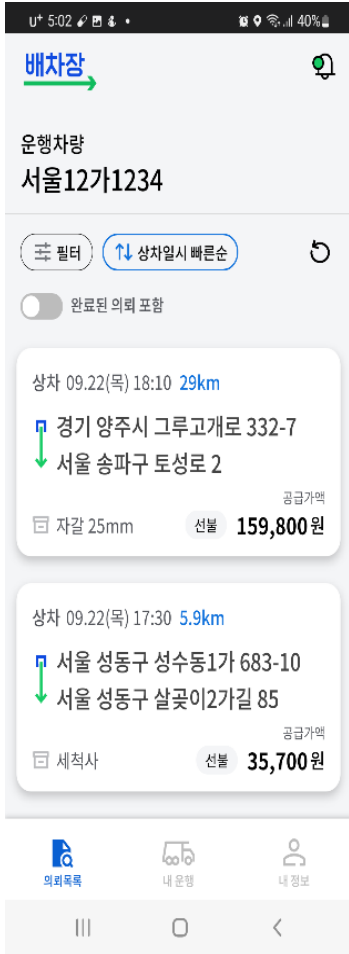 U+ 5:02
40%
배차장
운행차량
서울12가1234
필터
상차일시 빠른순
완료된 의뢰 포함
상차 09.22(목) 18:10 29km
경기 양주시 그루고개로 332-7
서울 송파구 토성로 2
공급가액
자갈 25mm 선불 159,800원
상차 09.22(목) 17:30 5.9km
서울 성동구 성수동1가 683-10
서울 성동구 살곶이2가길 85
공급가액
세척사 선불 35,700원
의뢰목록 내 운행 내 정보